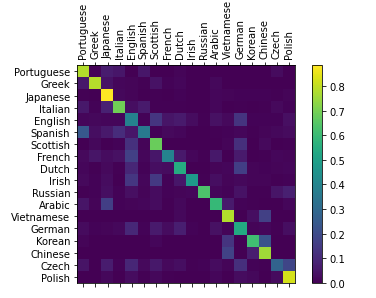 Portuguese
Greek
Japanese
Italian
English
Spanish
Scottish
French
Dutch
Irish
Russian
Arabic
Vietnamese
German
Korean
Chinese
Czech
Polish
Portuguese
Greek
Japanese
Italian
English
Spanish
Scottish
French
Dutch
Irish
Russian
Arabic
Vietnamese
German
Korean
Chinese
Czech
Polish
0.8
0.7
0.6
0.5
0.4
0.3
0.2
0.1
0.0